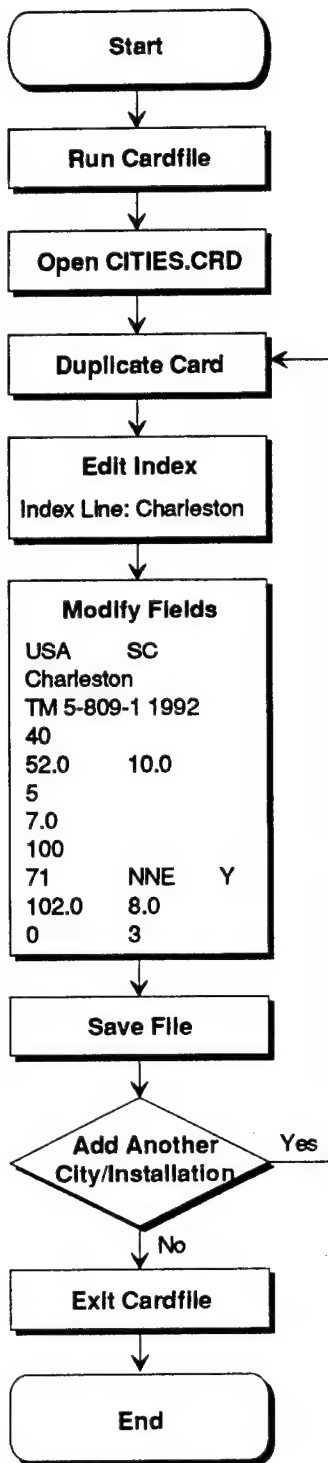 Start
Run Cardfile
Open CITIES.CRD
Duplicate Card
Edit Index
Index Line: Charleston
Modify Fields
USA SC
Charleston
TM 5-809-1 1992
40
52.0 10.0
5
7.0
100
71 NNE Y
102.0 8.0
0 3
Save File
Add Another
City/Installation
Yes
No
Exit Cardfile
End